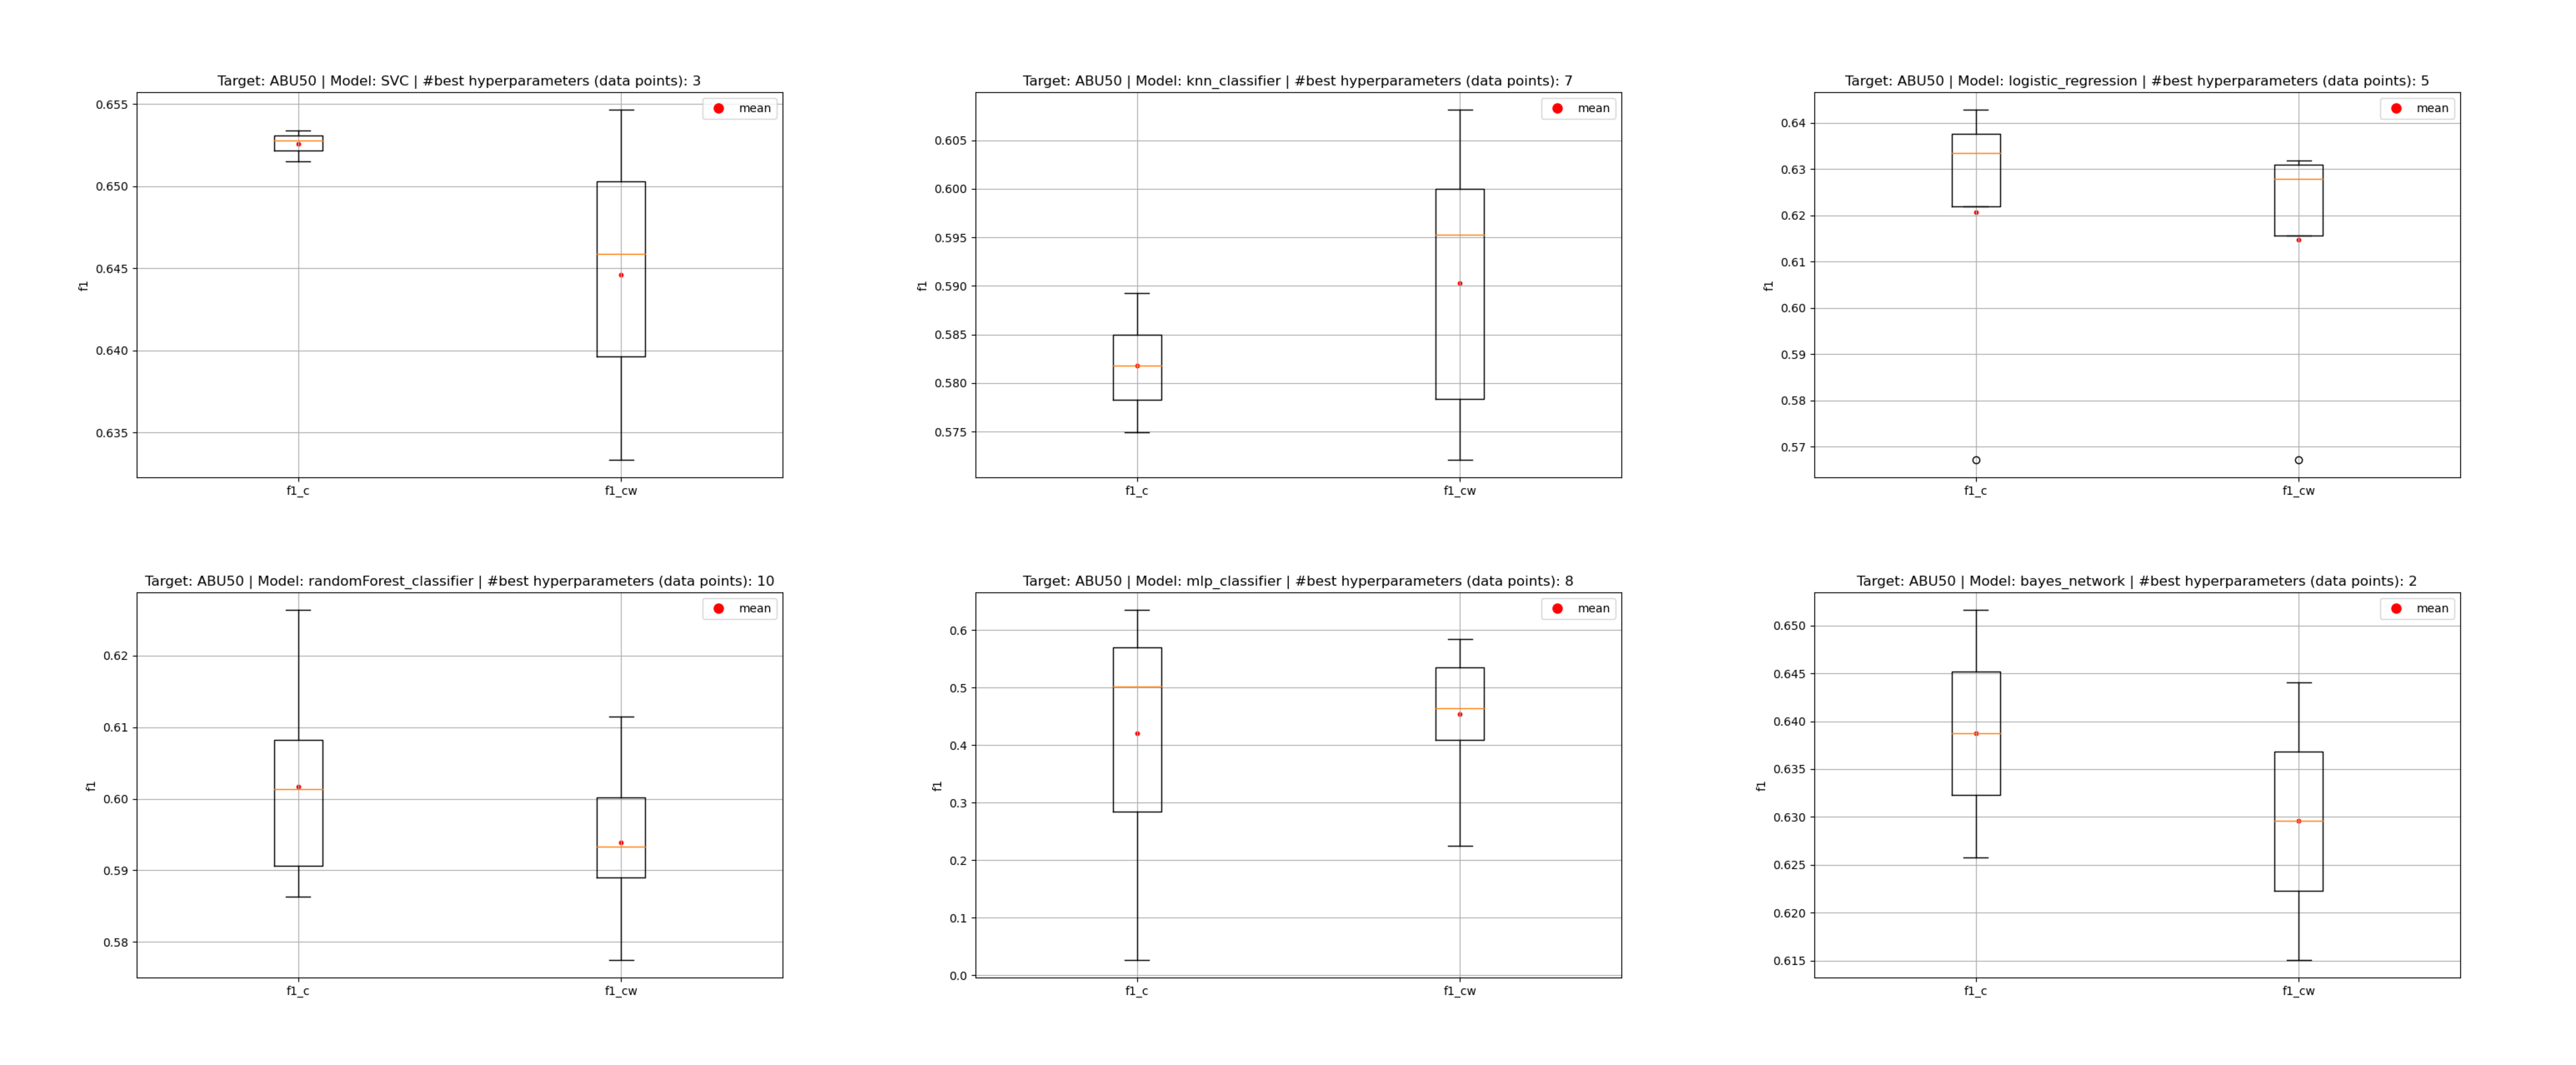 Target: ABU50 | Model: SVC | #best hyperparameters (data points): 3
mean
0.655
0.650
0.645
0.640
0.635
f1
f1_c
f1_cw
Target: ABU50 | Model: knn_classifier | #best hyperparameters (data points): 7
mean
0.605
0.600
0.595
0.590
0.585
0.580
0.575
f1
f1_c
f1_cw
Target: ABU50 | Model: logistic_regression | #best hyperparameters (data points): 5
mean
0.64
0.63
0.62
0.61
0.60
0.59
0.58
0.57
f1
f1_c
f1_cw
Target: ABU50 | Model: randomForest_classifier | #best hyperparameters (data points): 10
mean
0.62
0.61
0.60
0.59
0.58
f1
f1_c
f1_cw
Target: ABU50 | Model: mlp_classifier | #best hyperparameters (data points): 8
mean
0.6
0.5
0.4
0.3
0.2
0.1
0.0
f1
f1_c
f1_cw
Target: ABU50 | Model: bayes_network | #best hyperparameters (data points): 2
mean
0.650
0.645
0.640
0.635
0.630
0.625
0.620
0.615
f1
f1_c
f1_cw